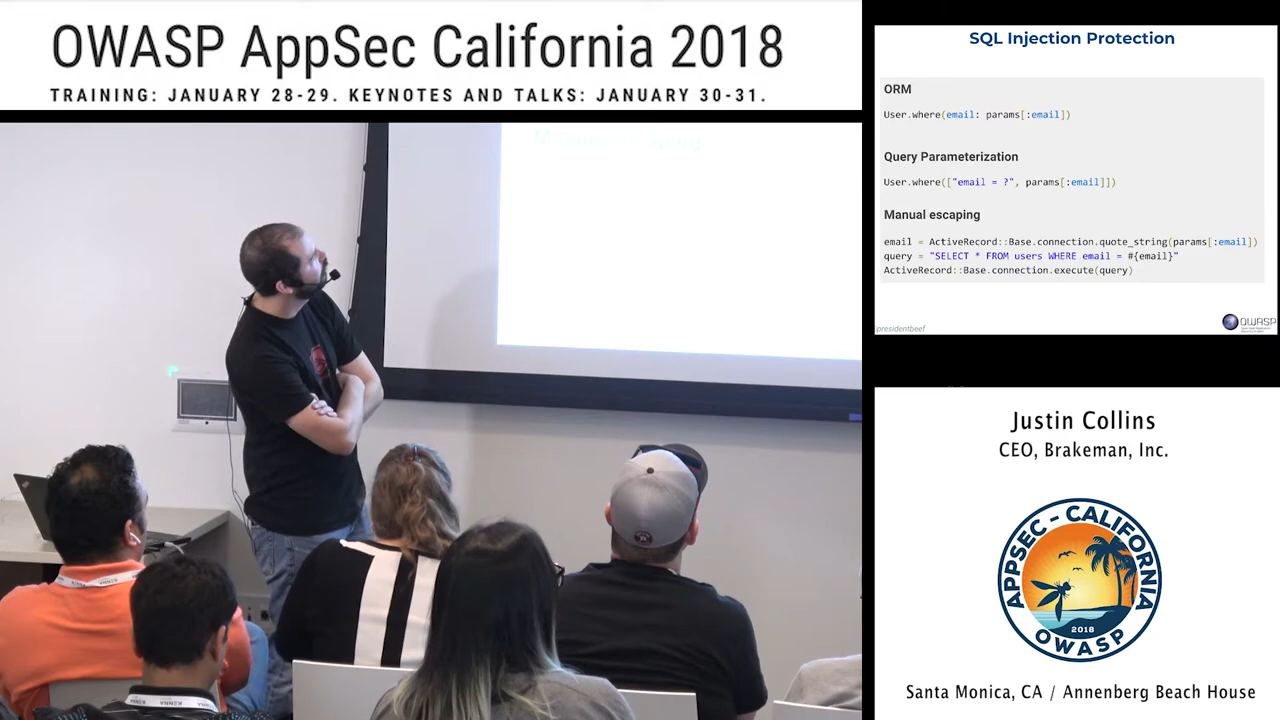 OWASP AppSec California 2018
TRAINING: JANUARY 28-29. KEYNOTES AND TALKS: JANUARY 30-31.
SQL Injection Protection
ORM
User.where(email: params[:email])
Query Parameterization
User.where(["email = ?", params[:email]])
Manual escaping
email = ActiveRecord::Base.connection.quote_string(params[:email])
query = "SELECT * FROM users WHERE email = #{email}"
ActiveRecord::Base.connection.execute(query)
presidentbeef
OWASP
Justin Collins
CEO, Brakeman, Inc.
APPSEC - CALIFORNIA
2018
OWASP
Santa Monica, CA / Annenberg Beach House